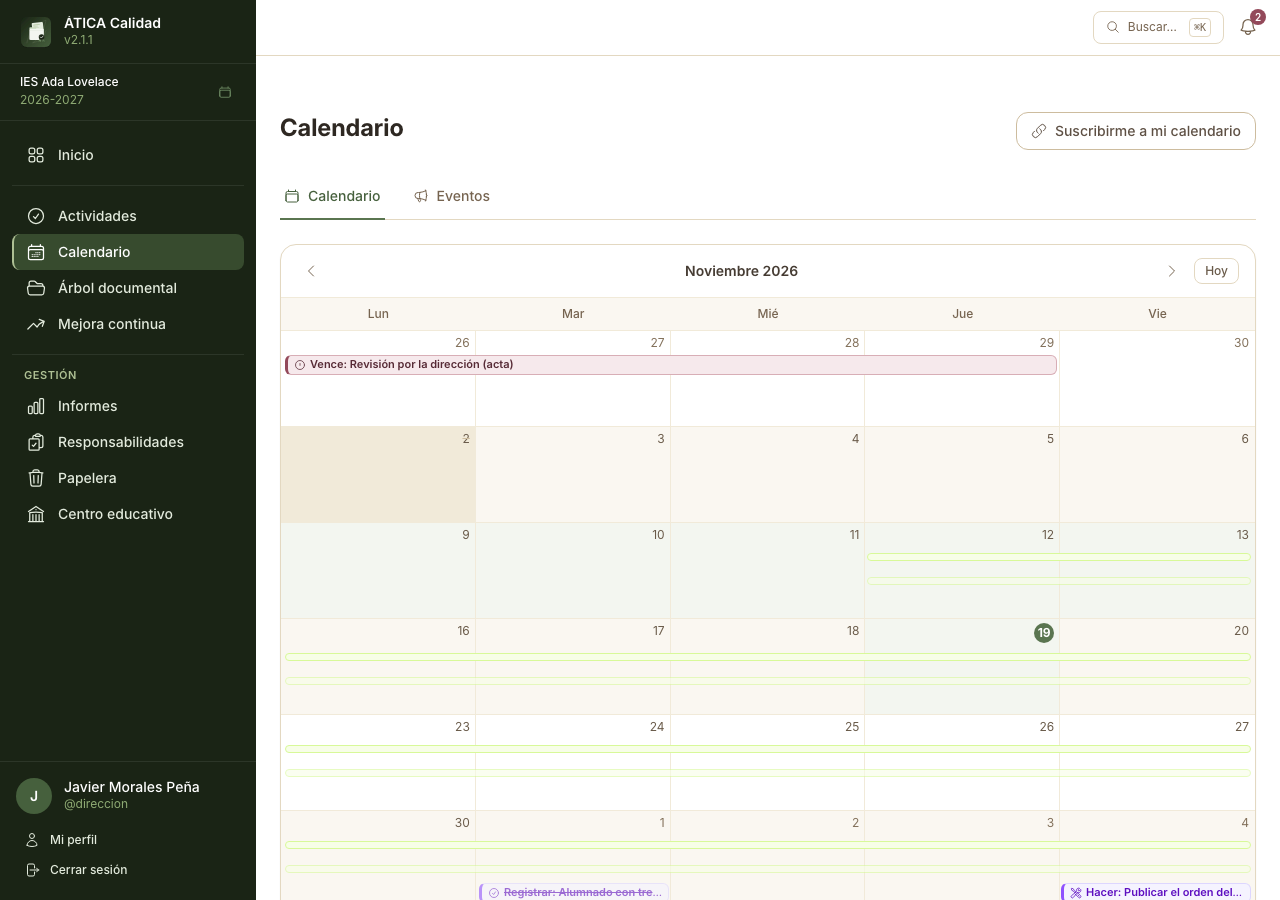 ÁTICA Calidad
v2.1.1
IES Ada Lovelace
2026-2027
Inicio
Actividades
Calendario
Árbol documental
Mejora continua
GESTIÓN
Informes
Responsabilidades
Papelera
Centro educativo
J
Javier Morales Peña
@direccion
Mi perfil
Cerrar sesión
Buscar... ⌘K
2
Calendario
Suscribirme a mi calendario
Calendario Eventos
Noviembre 2026
Hoy
Lun Mar Mié Jue Vie
26 27 28 29 30
Vence: Revisión por la dirección (acta)
2 3 4 5 6
9 10 11 12 13
16 17 18 19 20
23 24 25 26 27
30 1 2 3 4
Registrar: Alumnado con tre...
Hacer: Publicar el orden del...